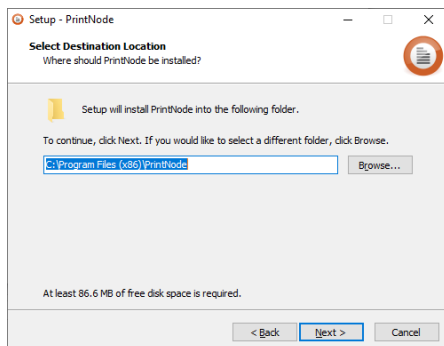 Setup - PrintNode
Select Destination Location
Where should PrintNode be installed?
Setup will install PrintNode into the following folder.
To continue, click Next. If you would like to select a different folder, click Browse.
C:\Program Files (x86)\PrintNode
Browse...
At least 86.6 MB of free disk space is required.
< Back Next > Cancel